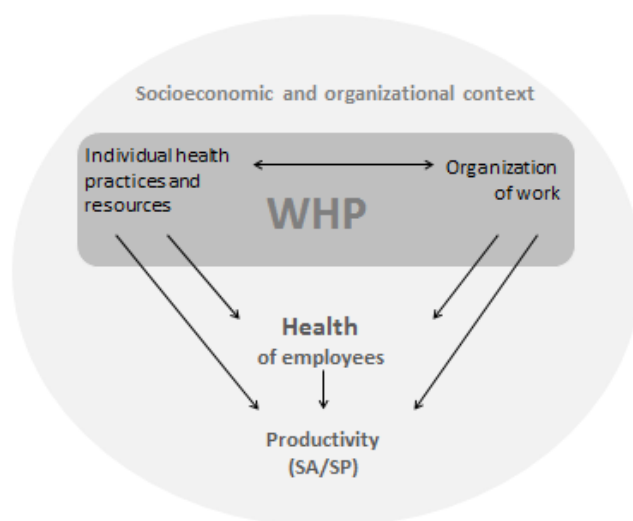 Socioeconomic and organizational context
Individual health
practices and
resources
Organization
of work
WHP
Health
of employees
Productivity
(SA/SP)